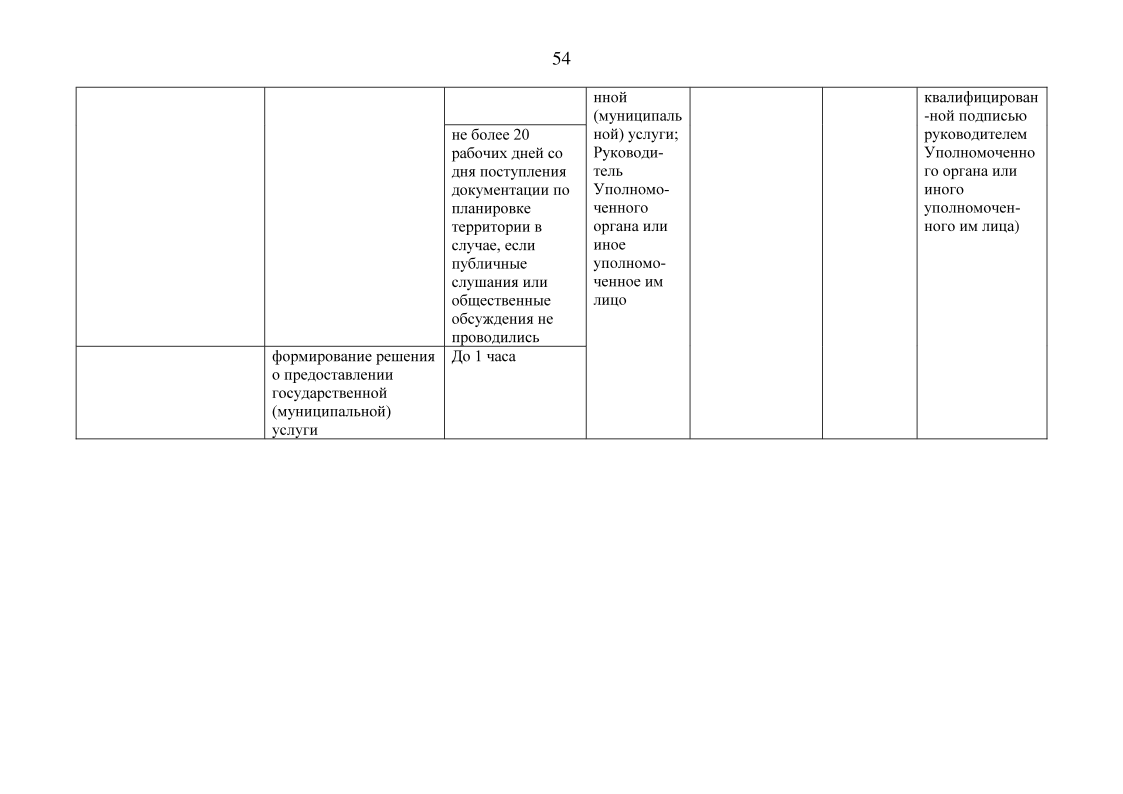 54
не более 20
рабочих дней со
дня поступления
документации по
планировке
территории в
случае, если
публичные
слушания или
общественные
обсуждения не
проводились
нной
(муниципаль
ной) услуги;
Руководи-
тель
Уполномо-
ченного
органа или
иное
уполномо-
ченное им
лицо
квалифицирован
-ной подписью
руководителем
Уполномоченно
го органа или
иного
уполномочен-
ного им лица)
формирование решения
о предоставлении
государственной
(муниципальной)
услуги
До 1 часа